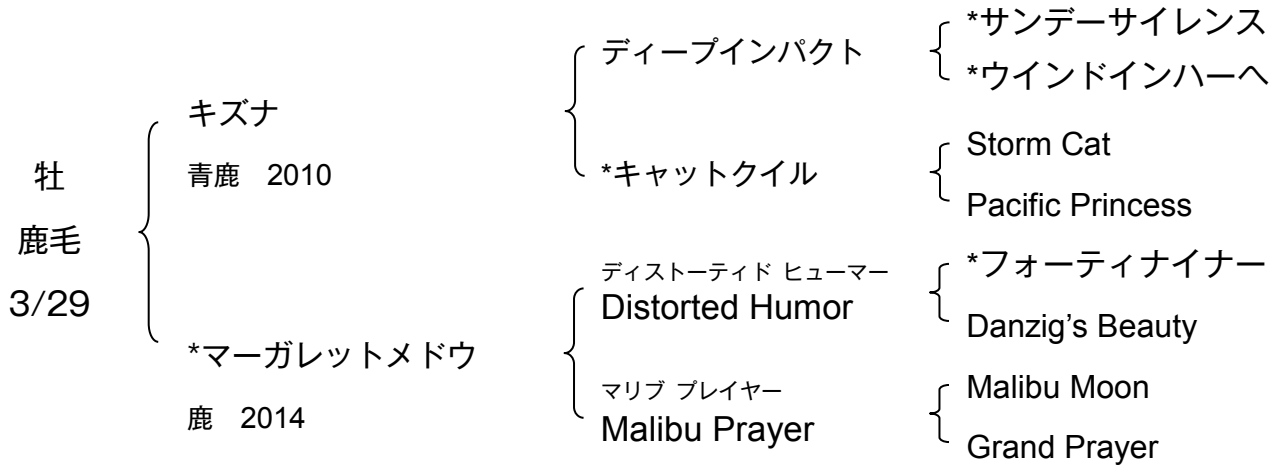 牡
鹿毛
3/29
キズナ
青鹿 2010
*マーガレットメドウ
鹿 2014
ディープインパクト
*キャットクイル
ディストーティド ヒューマー
Distorted Humor
マリブ プレイヤー
Malibu Prayer
*サンデーサイレンス
*ウインドインハーヘ
Storm Cat
Pacific Princess
*フォーティナイナー
Danzig's Beauty
Malibu Moon
Grand Prayer